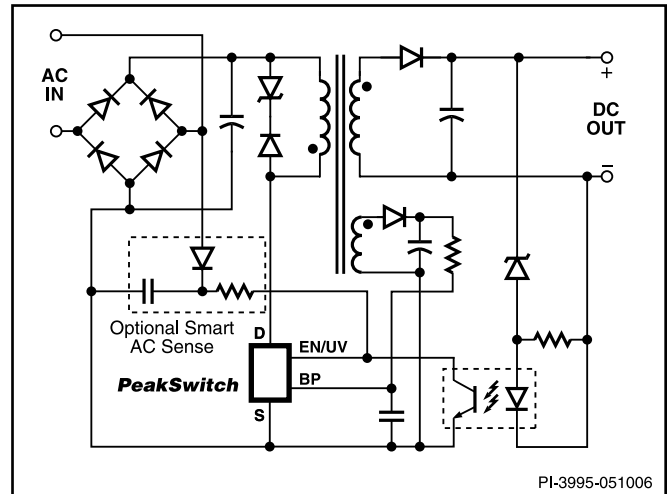 AC
IN
+
DC
OUT
−
Optional Smart
AC Sense
D
EN/UV
PeakSwitch
BP
S
PI-3995-051006